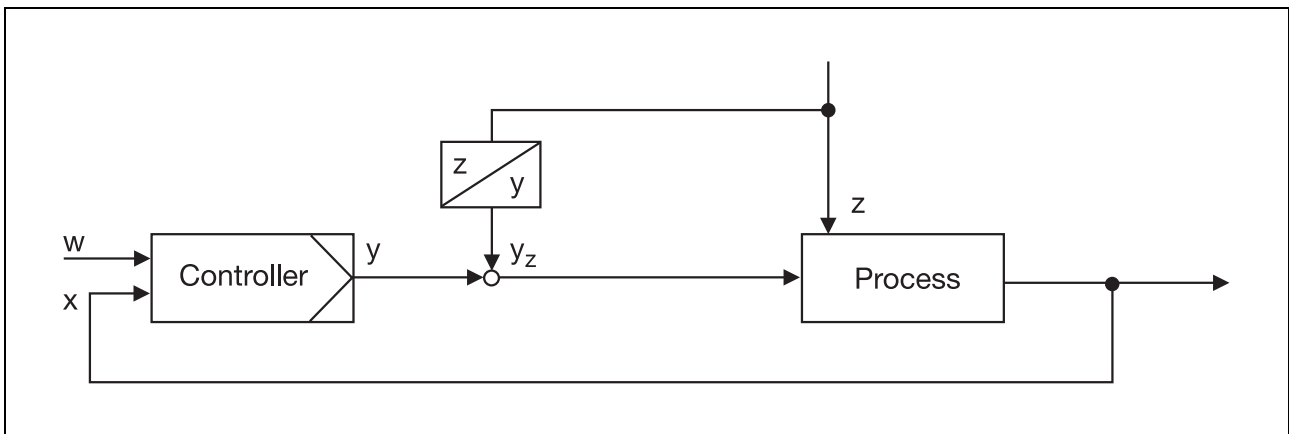 z
y
z
w
y
y_z
Controller
Process
x